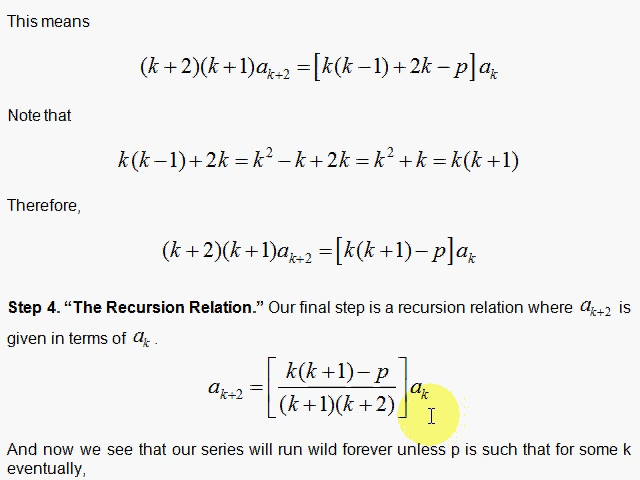 This means
(k+2)(k+1)a_{k+2} = [k(k−1)+2k−p]a_k
Note that
k(k−1)+2k = k²−k+2k = k²+k = k(k+1)
Therefore,
(k+2)(k+1)a_{k+2} = [k(k+1)−p]a_k
Step 4. “The Recursion Relation.” Our final step is a recursion relation where a_{k+2} is
given in terms of a_k .
a_{k+2} = [k(k+1)−p / (k+1)(k+2)]a_k
And now we see that our series will run wild forever unless p is such that for some k
eventually,